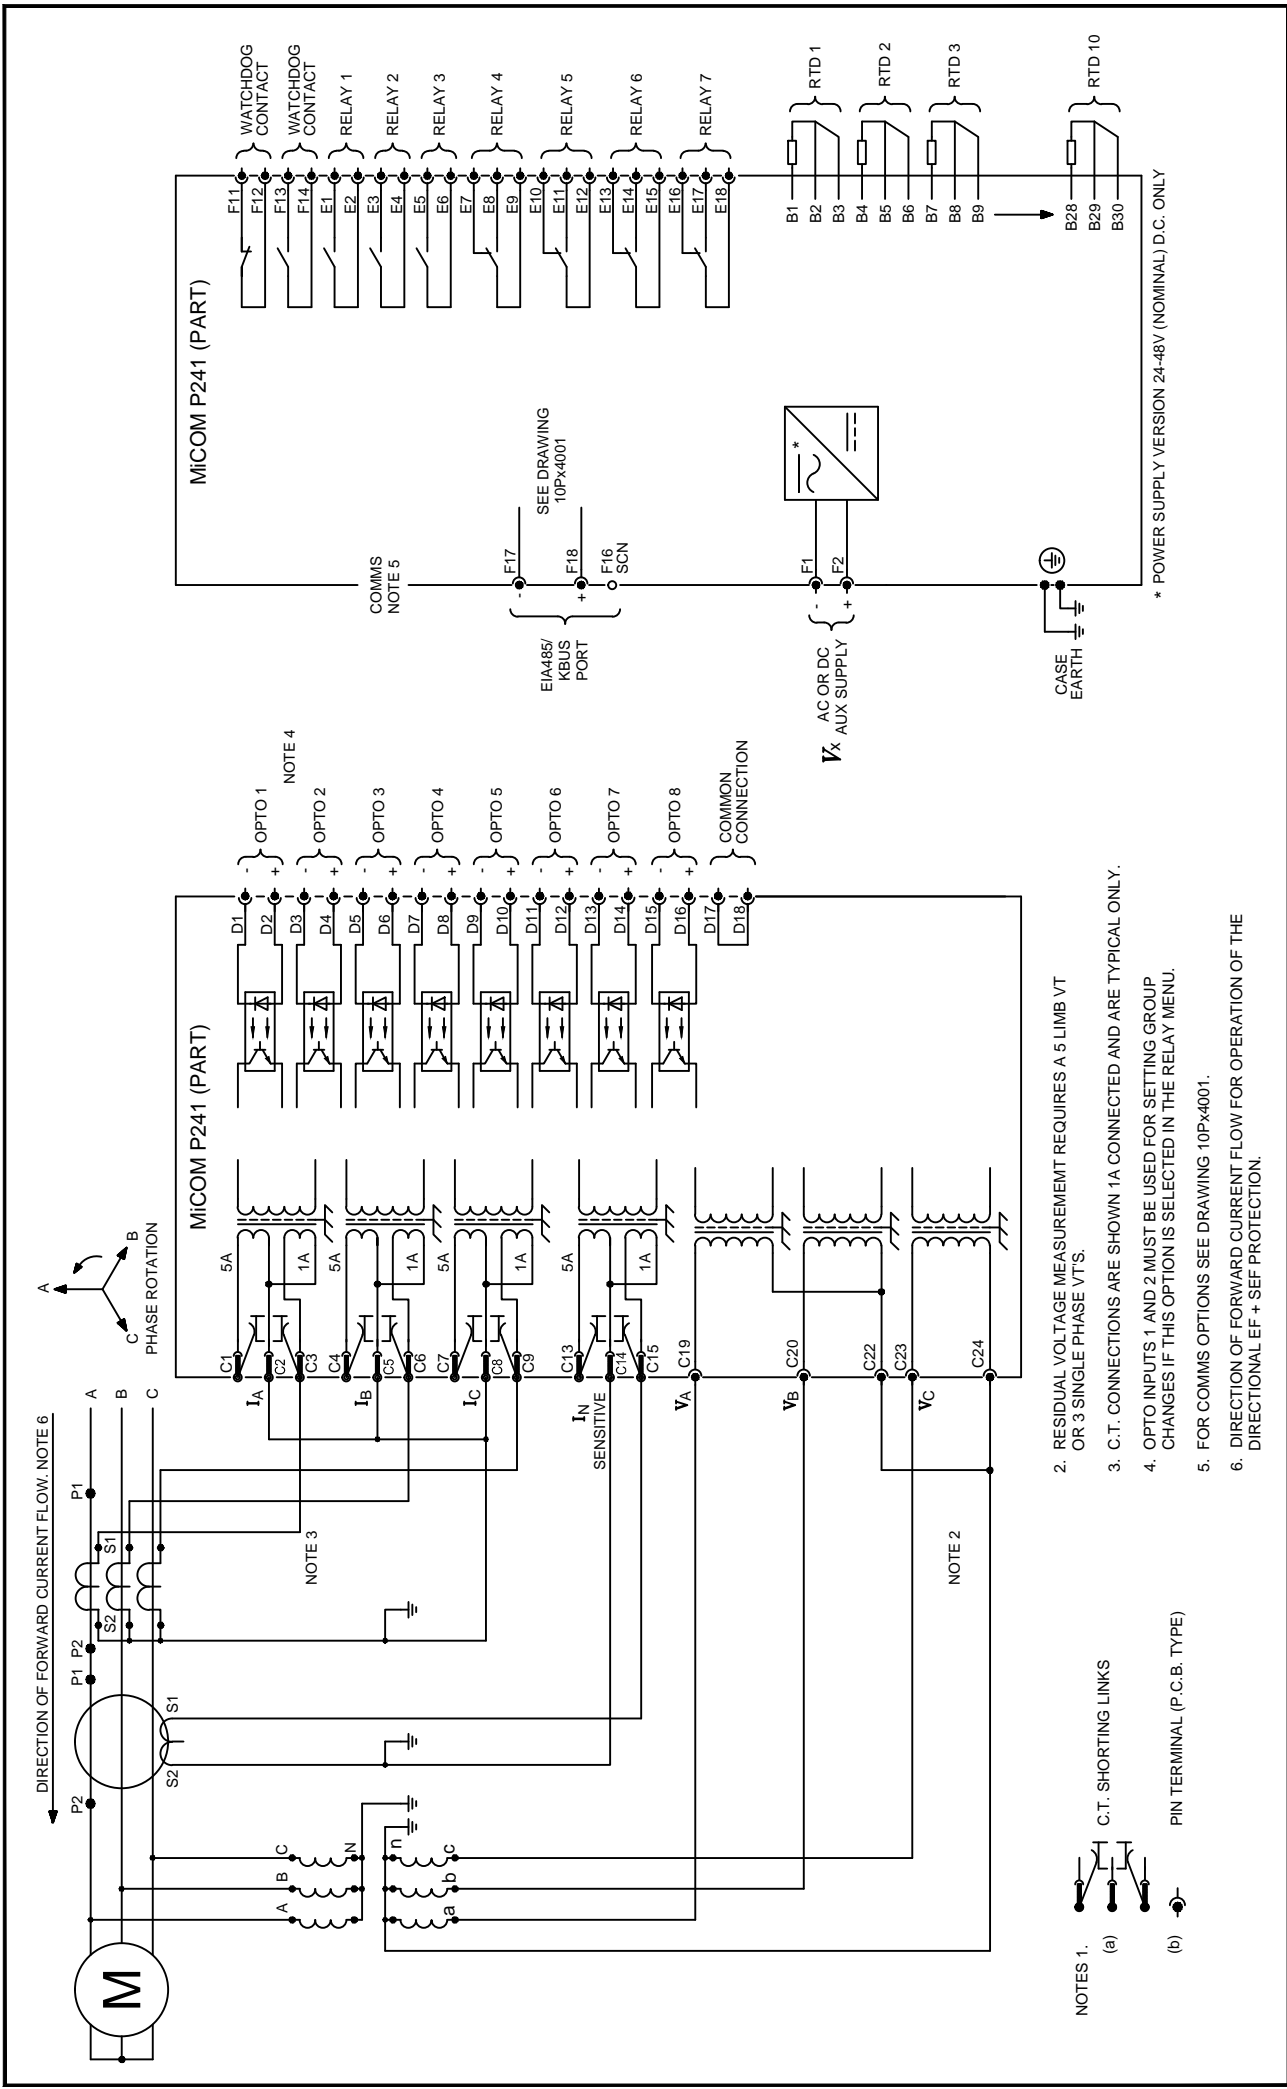 DIRECTION OF FORWARD CURRENT FLOW. NOTE 6
A
B
C
PHASE ROTATION
A
B
C
P2
P1
P2
P1
S2
S1
S2
S1
M
A
B
C
N
n
a
b
c
NOTE 3
NOTE 2
MiCOM P241 (PART)
C1
C2
C3
IA
5A
1A
C4
C5
C6
IB
5A
1A
C7
C8
C9
IC
5A
1A
C13
C14
C15
IN
SENSITIVE
5A
1A
C19
VA
C20
VB
C22
C23
VC
C24
D1
-
D2
+
OPTO 1
NOTE 4
D3
-
D4
+
OPTO 2
D5
-
D6
+
OPTO 3
D7
-
D8
+
OPTO 4
D9
-
D10
+
OPTO 5
D11
-
D12
+
OPTO 6
D13
-
D14
+
OPTO 7
D15
-
D16
+
OPTO 8
D17
D18
COMMON
CONNECTION
MiCOM P241 (PART)
COMMS
NOTE 5
EIA485/
KBUS
PORT
-
F17
+
F18
F16
SCN
SEE DRAWING
10Px4001
Vx
AC OR DC
AUX SUPPLY
-
F1
+
F2
*
CASE
EARTH
F11
F12
WATCHDOG
CONTACT
F13
F14
WATCHDOG
CONTACT
E1
E2
RELAY 1
E3
E4
RELAY 2
E5
E6
RELAY 3
E7
E8
E9
RELAY 4
E10
E11
E12
RELAY 5
E13
E14
E15
RELAY 6
E16
E17
E18
RELAY 7
B1
B2
B3
RTD 1
B4
B5
B6
RTD 2
B7
B8
B9
RTD 3
B28
B29
B30
RTD 10
* POWER SUPPLY VERSION 24-48V (NOMINAL) D.C. ONLY
NOTES 1.
(a)
C.T. SHORTING LINKS
(b)
PIN TERMINAL (P.C.B. TYPE)
2. RESIDUAL VOLTAGE MEASUREMEMT REQUIRES A 5 LIMB VT
OR 3 SINGLE PHASE VT'S.
3. C.T. CONNECTIONS ARE SHOWN 1A CONNECTED AND ARE TYPICAL ONLY.
4. OPTO INPUTS 1 AND 2 MUST BE USED FOR SETTING GROUP
CHANGES IF THIS OPTION IS SELECTED IN THE RELAY MENU.
5. FOR COMMS OPTIONS SEE DRAWING 10Px4001.
6. DIRECTION OF FORWARD CURRENT FLOW FOR OPERATION OF THE
DIRECTIONAL EF + SEF PROTECTION.